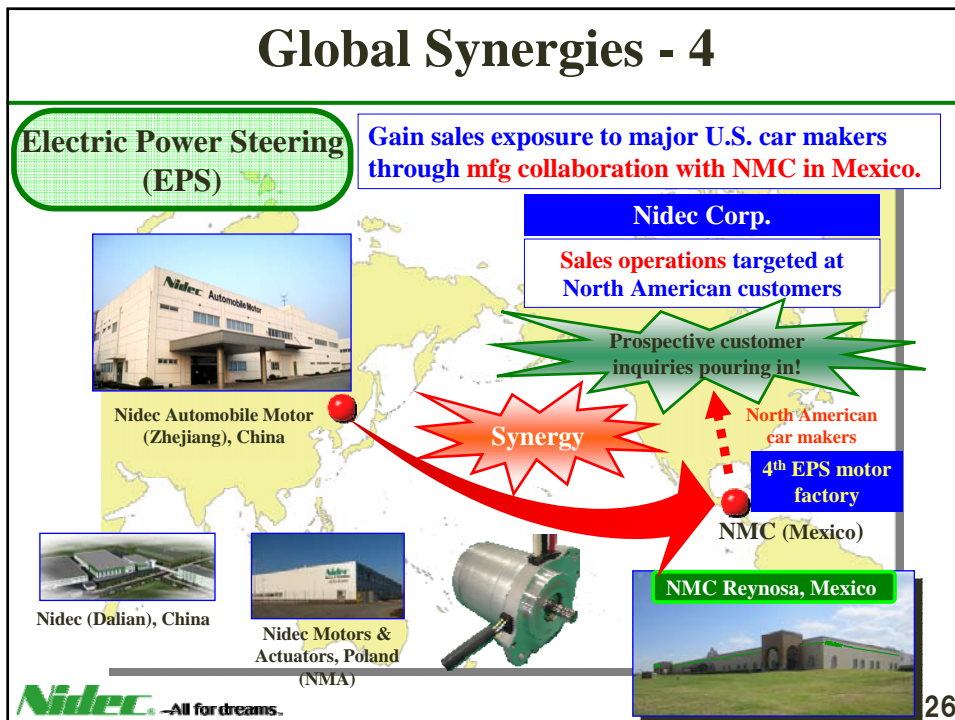 Global Synergies - 4
Electric Power Steering
(EPS)
Gain sales exposure to major U.S. car makers
through mfg collaboration with NMC in Mexico.
Nidec Corp.
Sales operations targeted at
North American customers
Prospective customer
inquiries pouring in!
Nidec Automobile Motor
Nidec Automobile Motor
(Zhejiang), China
Synergy
North American
car makers
4th EPS motor
factory
NMC (Mexico)
Nidec
Nidec (Dalian), China
Nidec Motors &
Actuators, Poland
(NMA)
NMC Reynosa, Mexico
Nidec -All for dreams
26